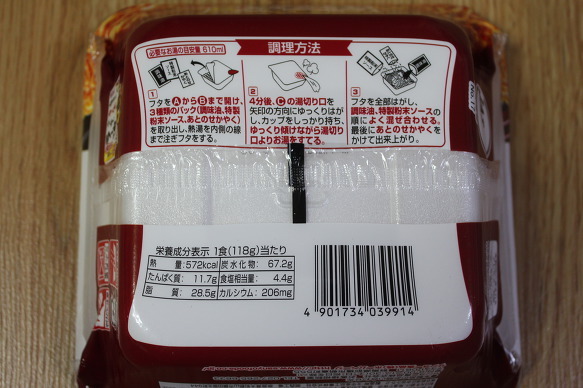 必要なお湯の目安量 610ml
調理方法
1
フタをAからBまで開け、
3種類のパック(調味油、特製
粉末ソース、あとのせかやく)
を取り出し、熱湯を内側の線
まで注ぎフタをする。
2
4分後、Cの湯切り口を
矢印の方向にゆっくりはが
し、カップをしっかり持ち、
ゆっくり傾けながら湯切り
口よりお湯をすてる。
3
フタを全部はがし、
調味油、特製粉末ソースの
順によく混ぜ合わせる。
最後にあとのせかやくを
かけて出来上がり。
栄養成分表示 1食(118g)当たり
熱量:572kcal 炭水化物: 67.2g
たんぱく質: 11.7g 食塩相当量: 4.4g
脂質: 28.5g カルシウム: 206mg
4 901734 039914